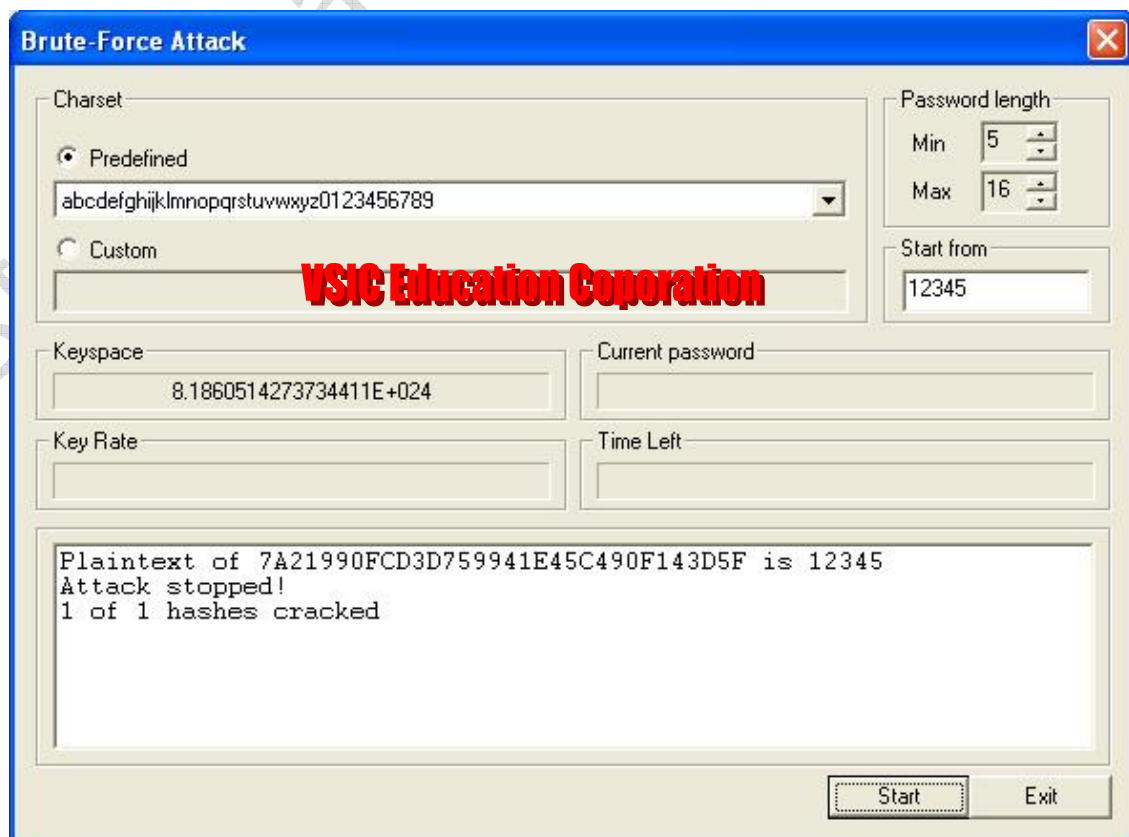 Brute-Force Attack
Charset
Predefined
abcdefghijklmnopqrstuvwxyz0123456789
Custom
VSIC Education Coporation
Password length
Min 5
Max 16
Start from
12345
Keyspace
8.1860514273734411E+024
Current password
Key Rate
Time Left
Plaintext of 7A21990FCD3D759941E45C490F143D5F is 12345
Attack stopped!
1 of 1 hashes cracked
Start
Exit